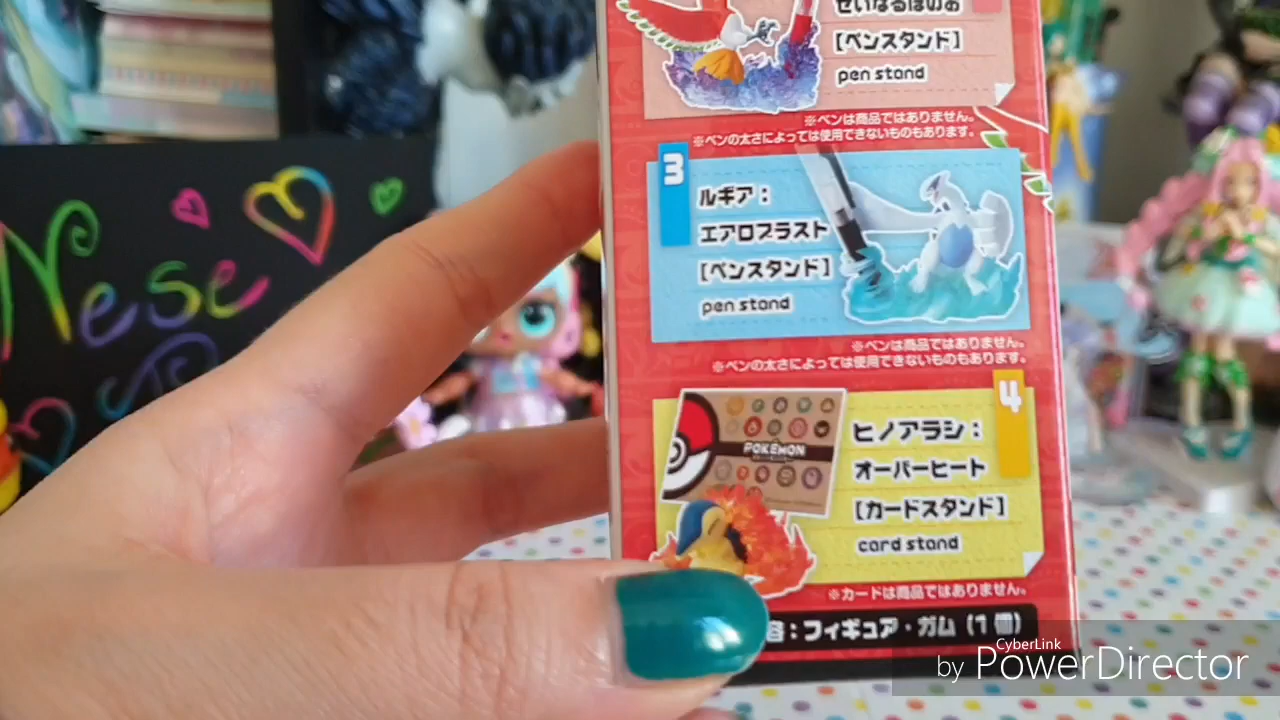 せいなるほのお
[ペンスタンド]
pen stand
※ペンは商品ではありません。
※ペンの太さによっては使用できないものもあります。
3
ルギア：
エアロブラスト
[ペンスタンド]
pen stand
※ペンは商品ではありません。
※ペンの太さによっては使用できないものもあります。
4
POKÉMON
ヒノアラシ：
オーバーヒート
[カードスタンド]
card stand
※カードは商品ではありません。
容：フィギュア・ガム（1個）
Nese
CyberLink
by PowerDirector